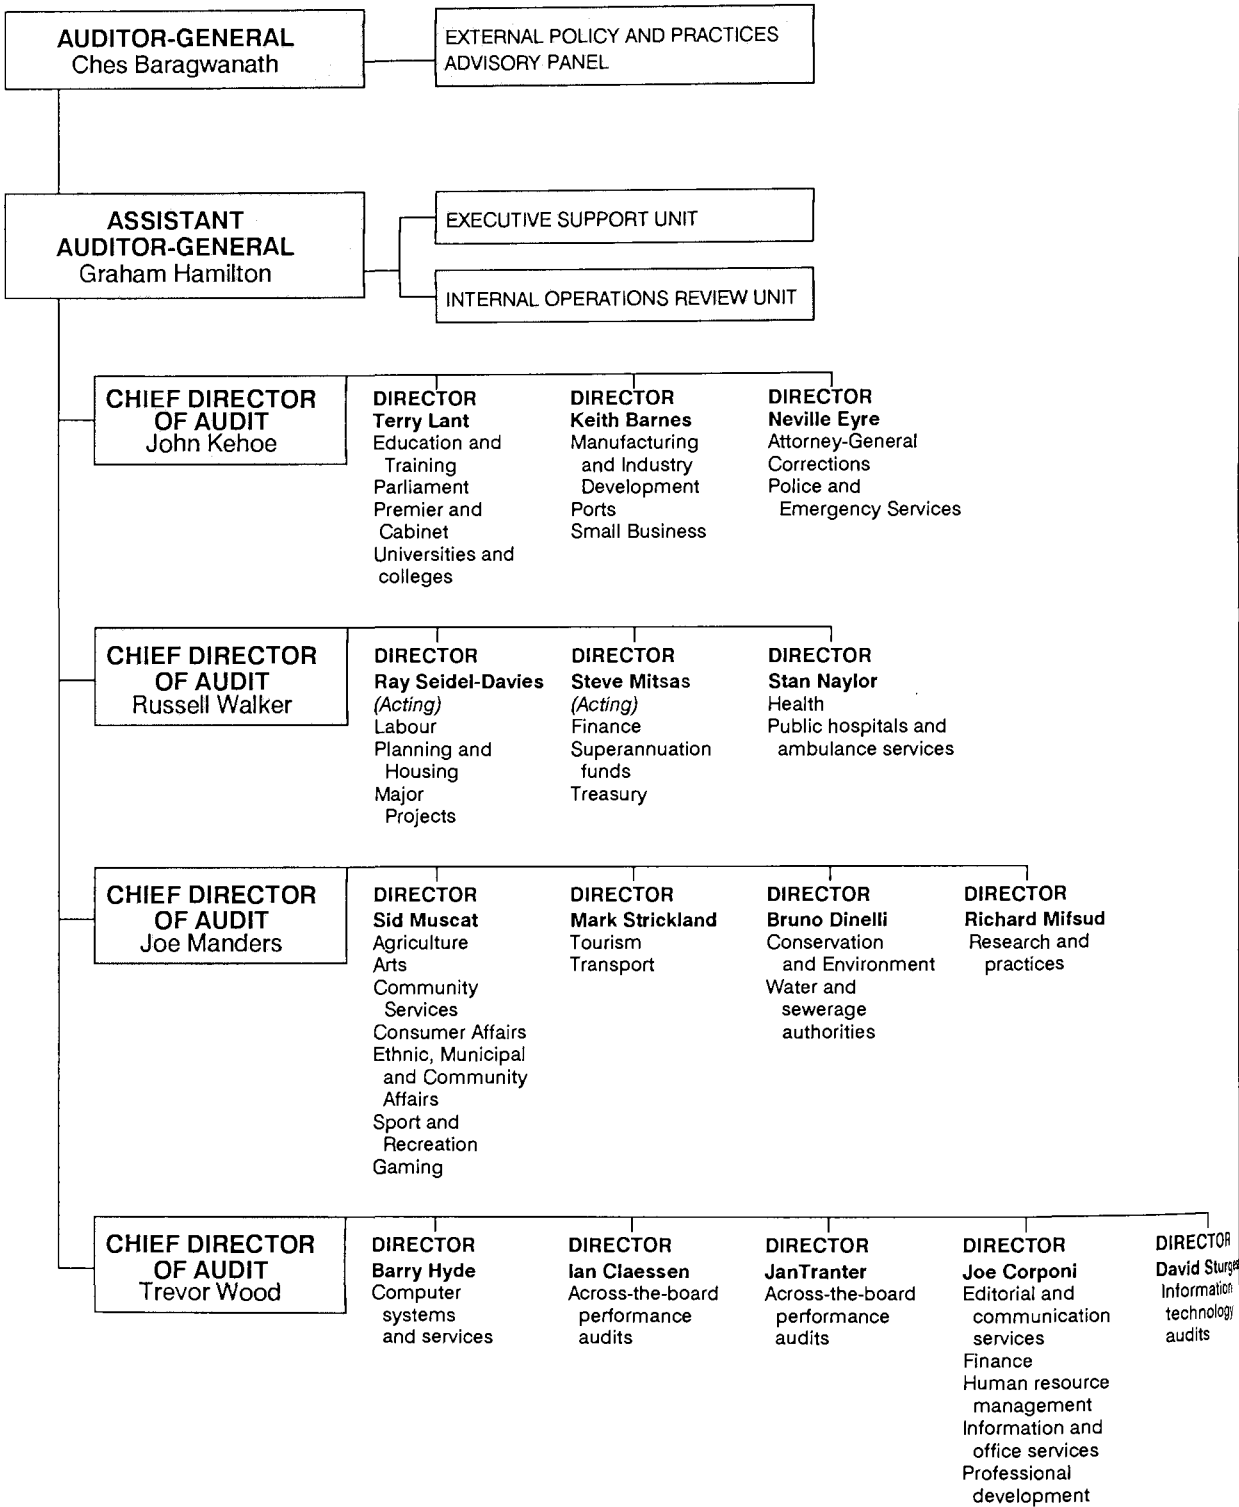 AUDITOR-GENERAL
Ches Baragwanath
EXTERNAL POLICY AND PRACTICES
ADVISORY PANEL
ASSISTANT
AUDITOR-GENERAL
Graham Hamilton
EXECUTIVE SUPPORT UNIT
INTERNAL OPERATIONS REVIEW UNIT
CHIEF DIRECTOR
OF AUDIT
John Kehoe
DIRECTOR
Terry Lant
Education and
Training
Parliament
Premier and
Cabinet
Universities and
colleges
DIRECTOR
Keith Barnes
Manufacturing
and Industry
Development
Ports
Small Business
DIRECTOR
Neville Eyre
Attorney-General
Corrections
Police and
Emergency Services
CHIEF DIRECTOR
OF AUDIT
Russell Walker
DIRECTOR
Ray Seidel-Davies
(Acting)
Labour
Planning and
Housing
Major
Projects
DIRECTOR
Steve Mitsas
(Acting)
Finance
Superannuation
funds
Treasury
DIRECTOR
Stan Naylor
Health
Public hospitals and
ambulance services
CHIEF DIRECTOR
OF AUDIT
Joe Manders
DIRECTOR
Sid Muscat
Agriculture
Arts
Community
Services
Consumer Affairs
Ethnic, Municipal
and Community
Affairs
Sport and
Recreation
Gaming
DIRECTOR
Mark Strickland
Tourism
Transport
DIRECTOR
Bruno Dinelli
Conservation
and Environment
Water and
sewerage
authorities
DIRECTOR
Richard Mifsud
Research and
practices
CHIEF DIRECTOR
OF AUDIT
Trevor Wood
DIRECTOR
Barry Hyde
Computer
systems
and services
DIRECTOR
Ian Claessen
Across-the-board
performance
audits
DIRECTOR
JanTranter
Across-the-board
performance
audits
DIRECTOR
Joe Corponi
Editorial and
communication
services
Finance
Human resource
management
Information and
office services
Professional
development
DIRECTOR
David
Information
technology
audits